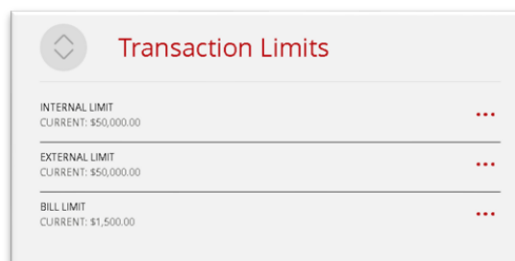 Transaction Limits
INTERNAL LIMIT
CURRENT: $50,000.00
EXTERNAL LIMIT
CURRENT: $50,000.00
BILL LIMIT
CURRENT: $1,500.00